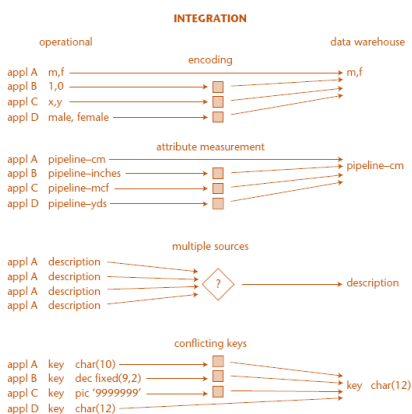 INTEGRATION
operational data warehouse
encoding
appl A m,f m,f
appl B 1,0
appl C x,y
appl D male, female
attribute measurement
appl A pipeline–cm pipeline–cm
appl B pipeline–inches
appl C pipeline–mcf
appl D pipeline–yds
multiple sources
appl A description
appl A description
appl A description ? description
appl A description
conflicting keys
appl A key char(10)
appl B key dec fixed(9,2) key char(12)
appl C key pic '9999999'
appl D key char(12)